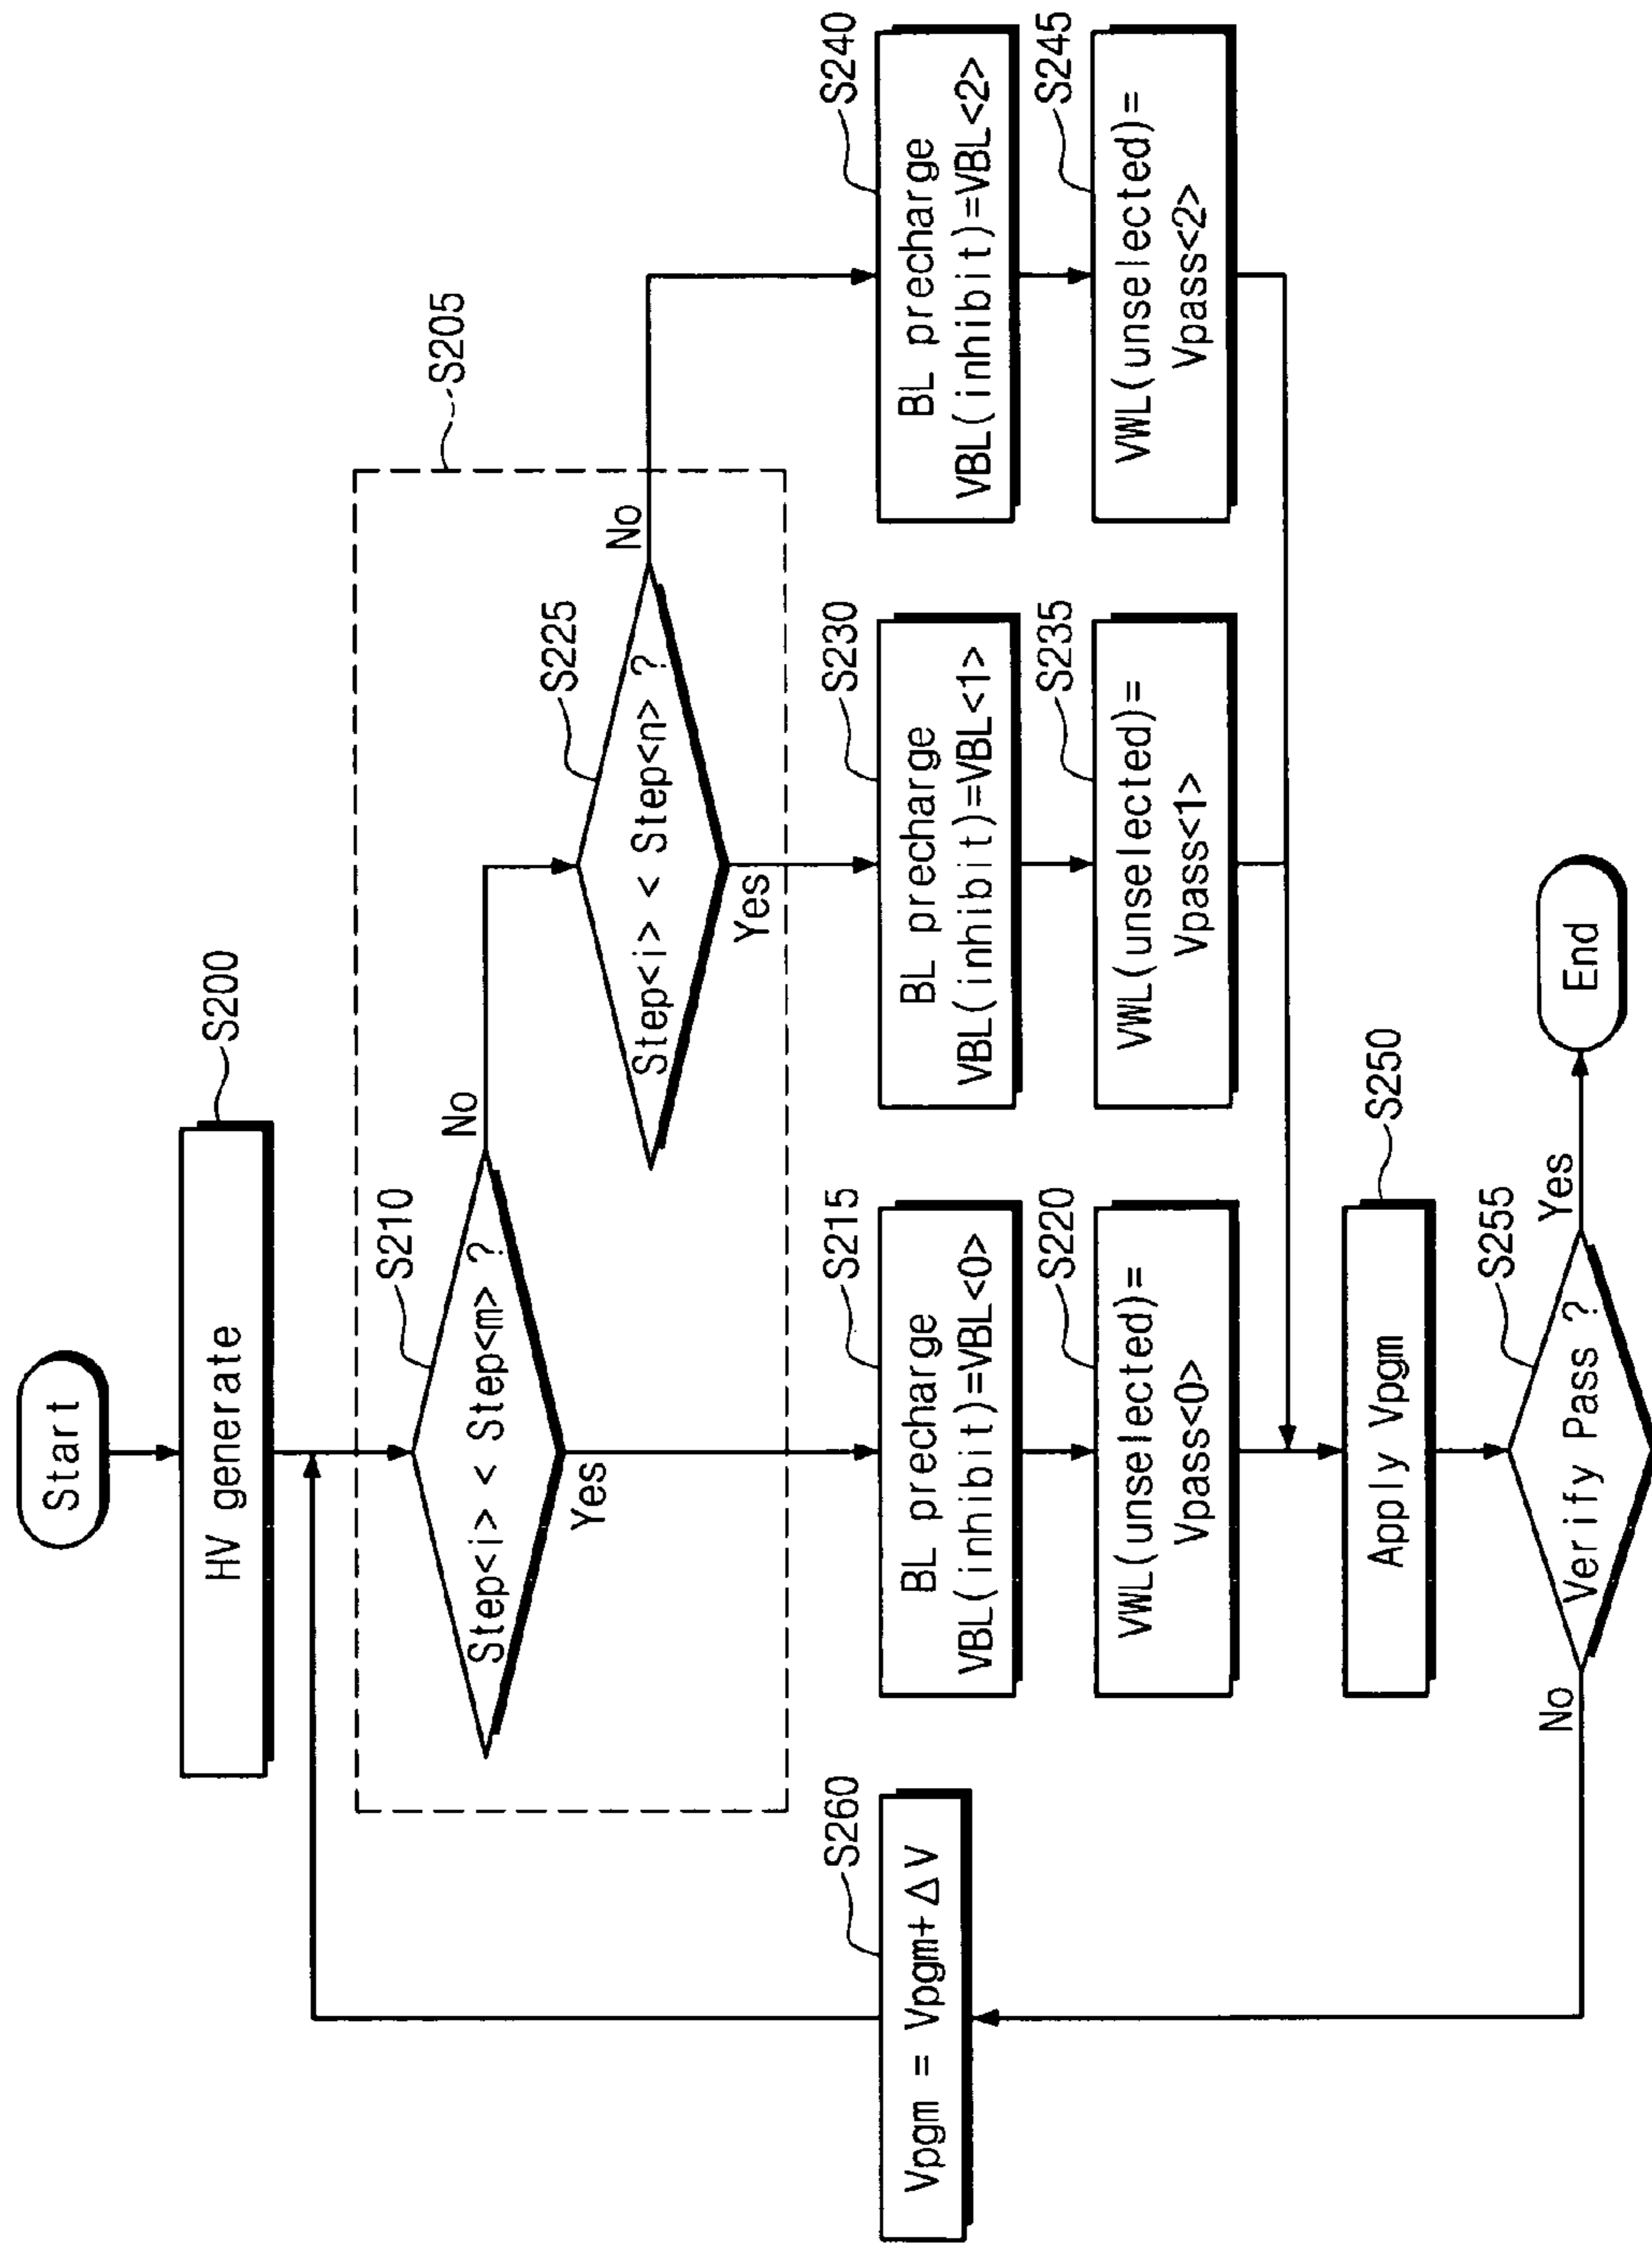 Start
HV generate
S200
S205
S210
Step<i> < Step<m> ?
No
Yes
S225
Step<i> < Step<n> ?
No
Yes
S215
BL precharge
VBL(inhibit)=VBL<0>
S220
VWL(unselected)=
Vpass<0>
S230
BL precharge
VBL(inhibit)=VBL<1>
S235
VWL(unselected)=
Vpass<1>
S240
BL precharge
VBL(inhibit)=VBL<2>
S245
VWL(unselected)=
Vpass<2>
S250
Apply Vpgm
S255
Verify Pass ?
Yes
No
End
S260
Vpgm = Vpgm+ΔV